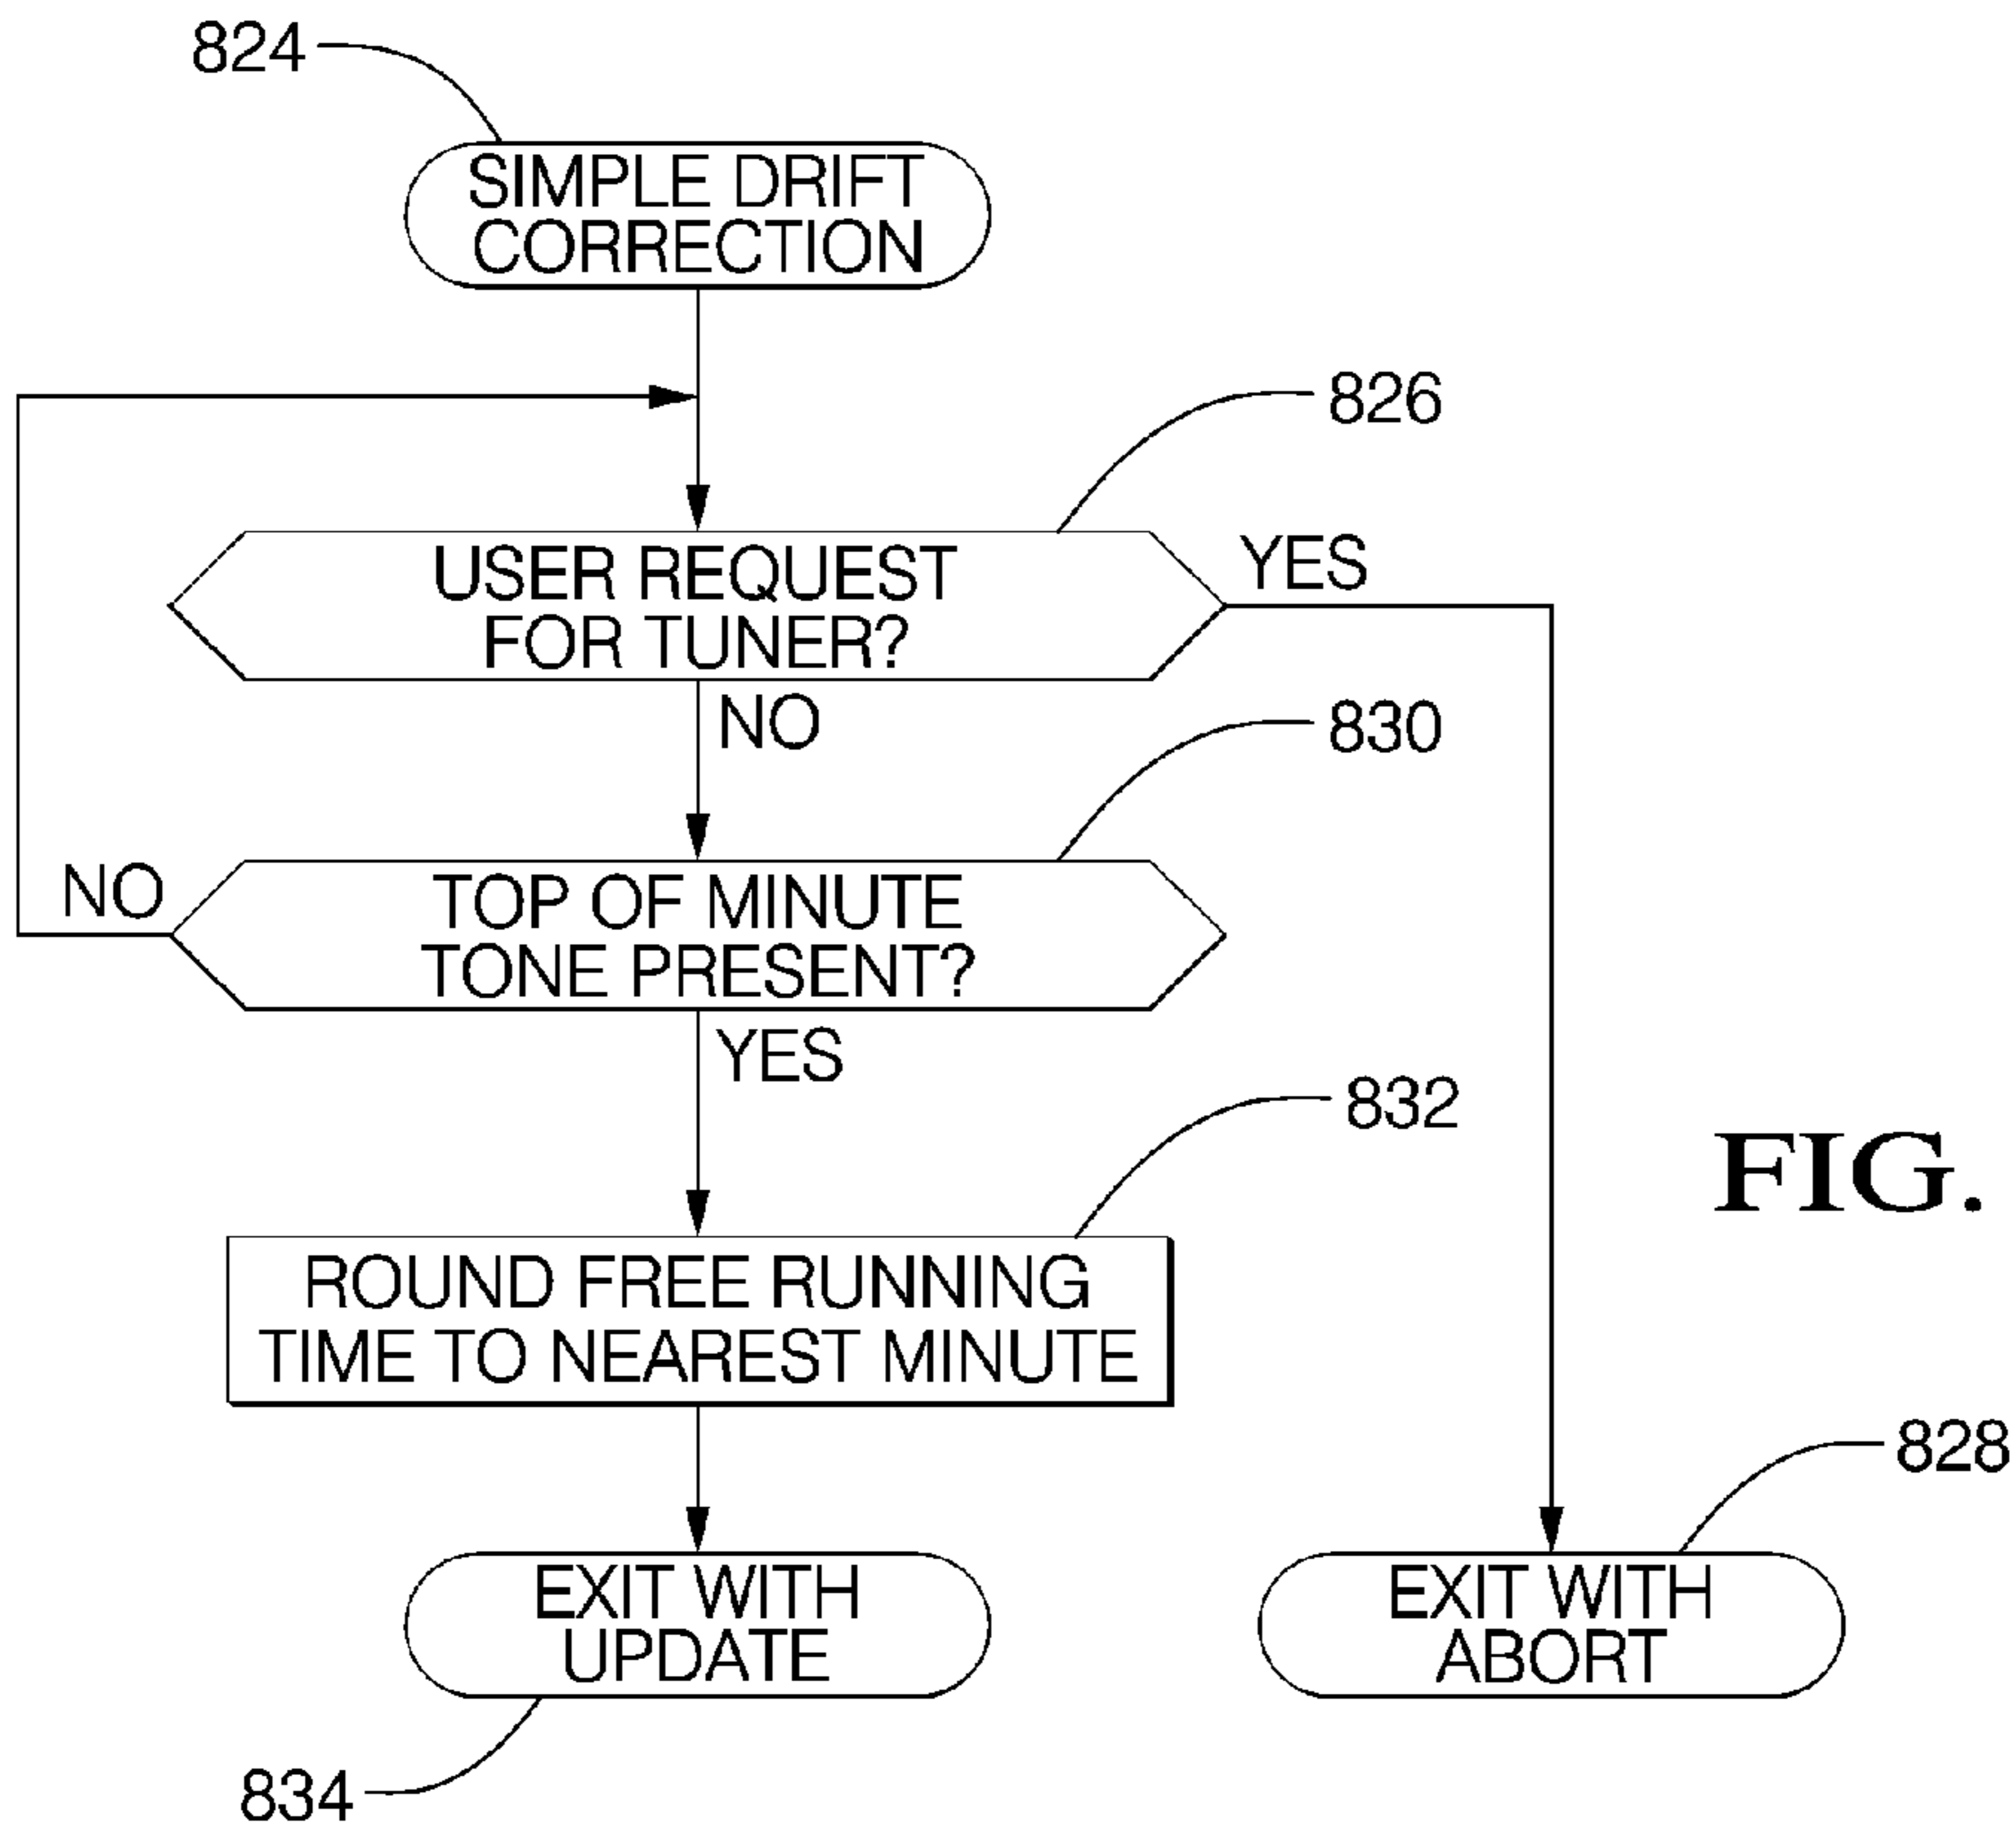 824
SIMPLE DRIFT
CORRECTION
826
USER REQUEST
FOR TUNER?
YES
NO
830
NO
TOP OF MINUTE
TONE PRESENT?
YES
832
FIG.
ROUND FREE RUNNING
TIME TO NEAREST MINUTE
828
EXIT WITH
UPDATE
EXIT WITH
ABORT
834